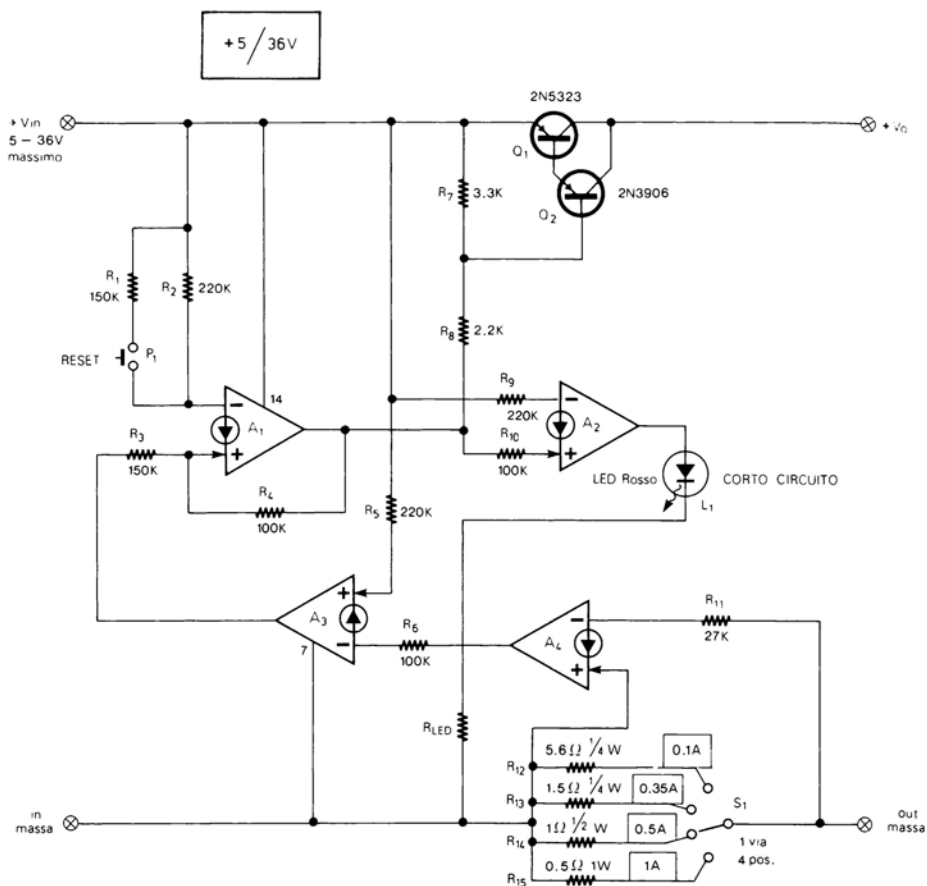 +5/36V
2N5323
+ Vin
5 – 36V
massimo
+ Vo
Q1
R7 3.3K
2N3906
Q2
R1
150K
R2 220K
RESET
P1
R8 2.2K
14
A1
R9
220K
A2
R3
150K
R10
100K
LED Rosso
CORTO CIRCUITO
L1
R4
100K
R5 220K
A3
7
R6
100K
A4
R11
27K
RLED
R12 5.6Ω 1/4 W 0.1A
R13 1.5Ω 1/4 W 0.35A
S1
in
massa
out
massa
R14 1Ω 1/2 W 0.5A
1 via
4 pos.
R15 0.5Ω 1W 1A